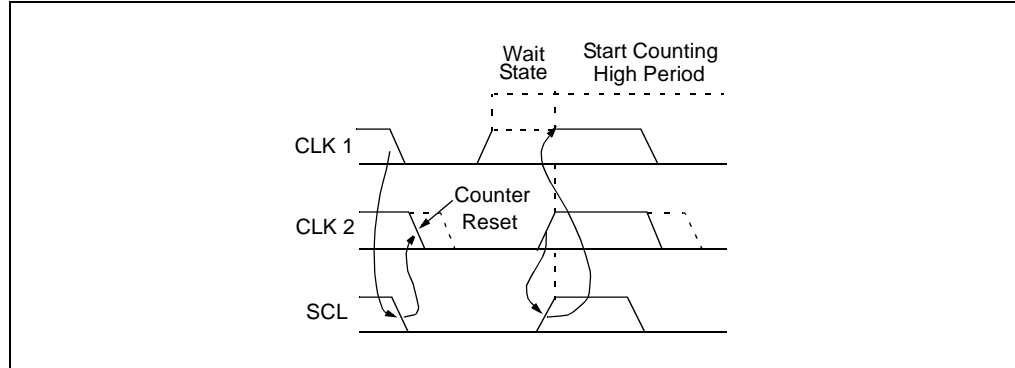 Wait
State
Start Counting
High Period
CLK 1
Counter
Reset
CLK 2
SCL